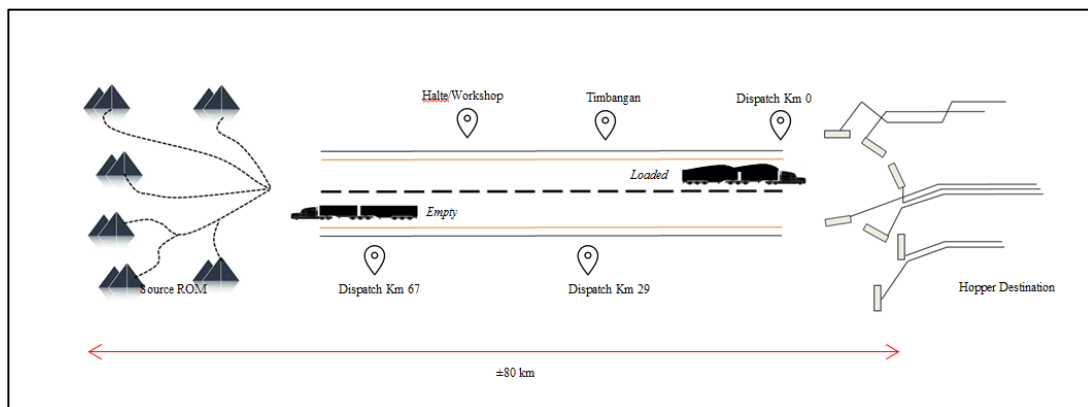 Halte/Workshop
Timbangan
Dispatch Km 0
Loaded
Empty
Source ROM
Dispatch Km 67
Dispatch Km 29
Hopper Destination
±80 km